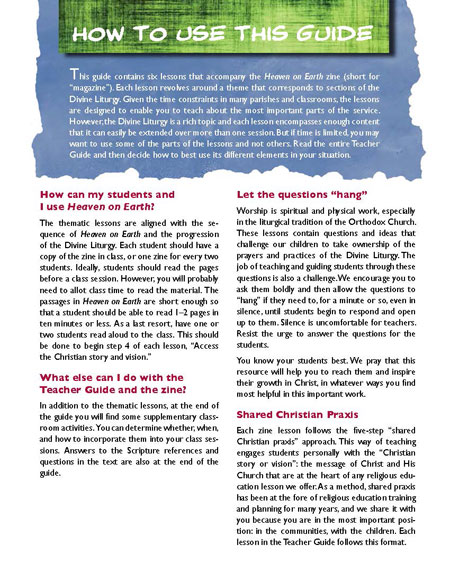 HOW TO USE THIS GUIDE
This guide contains six lessons that accompany the Heaven on Earth zine (short for
"magazine"). Each lesson revolves around a theme that corresponds to sections of the
Divine Liturgy. Given the time constraints in many parishes and classrooms, the lessons
are designed to enable you to teach about the most important parts of the service.
However, the Divine Liturgy is a rich topic and each lesson encompasses enough content
that it can easily be extended over more than one session. But if time is limited, you may
want to use some of the parts of the lessons and not others. Read the entire Teacher
Guide and then decide how to best use its different elements in your situation.
How can my students and
I use Heaven on Earth?
The thematic lessons are aligned with the se-
quence of Heaven on Earth and the progression
of the Divine Liturgy. Each student should have a
copy of the zine in class, or one zine for every two
students. Ideally, students should read the pages
before a class session. However, you will probably
need to allot class time to read the material. The
passages in Heaven on Earth are short enough so
that a student should be able to read 1–2 pages in
ten minutes or less. As a last resort, have one or
two students read aloud to the class. This should
be done to begin step 4 of each lesson, "Access
the Christian story and vision."
What else can I do with the
Teacher Guide and the zine?
In addition to the thematic lessons, at the end of
the guide you will find some supplementary class-
room activities. You can determine whether, when,
and how to incorporate them into your class ses-
sions. Answers to the Scripture references and
questions in the text are also at the end of the
guide.
Let the questions "hang"
Worship is spiritual and physical work, especially
in the liturgical tradition of the Orthodox Church.
These lessons contain questions and ideas that
challenge our children to take ownership of the
prayers and practices of the Divine Liturgy. The
job of teaching and guiding students through these
questions is also a challenge. We encourage you to
ask them boldly and then allow the questions to
"hang" if they need to, for a minute or so, even in
silence, until students begin to respond and open
up to them. Silence is uncomfortable for teachers.
Resist the urge to answer the questions for the
students.
You know your students best. We pray that this
resource will help you to reach them and inspire
their growth in Christ, in whatever ways you find
most helpful in this important work.
Shared Christian Praxis
Each zine lesson follows the five-step "shared
Christian praxis" approach. This way of teaching
engages students personally with the "Christian
story or vision": the message of Christ and His
Church that are at the heart of any religious edu-
cation lesson we offer. As a method, shared praxis
has been at the fore of religious education training
and planning for many years, and we share it with
you because you are in the most important posi-
tion: in the communities, with the children. Each
lesson in the Teacher Guide follows this format.